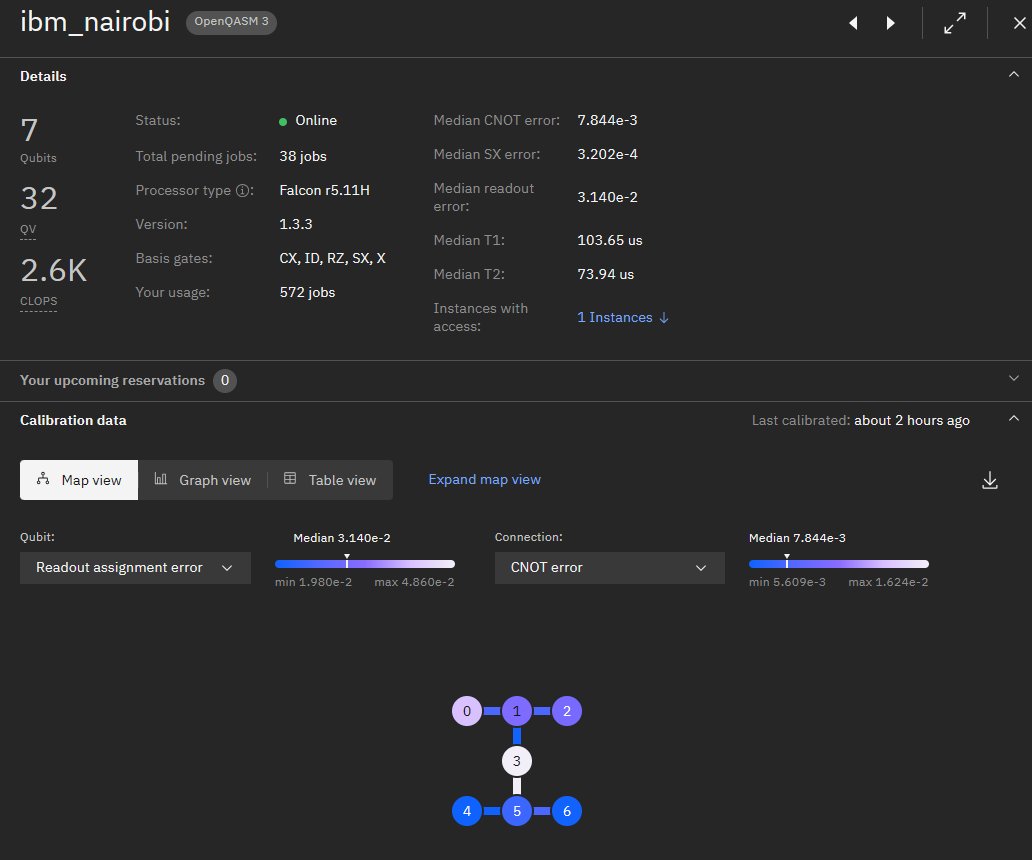 ibm_nairobi OpenQASM 3
Details
7
Qubits
32
QV
2.6K
CLOPS
Status: Online
Total pending jobs: 38 jobs
Processor type ⓘ: Falcon r5.11H
Version: 1.3.3
Basis gates: CX, ID, RZ, SX, X
Your usage: 572 jobs
Median CNOT error: 7.844e-3
Median SX error: 3.202e-4
Median readout
error: 3.140e-2
Median T1: 103.65 us
Median T2: 73.94 us
Instances with
access: 1 Instances ↓
Your upcoming reservations 0
Calibration data Last calibrated: about 2 hours ago
Map view Graph view Table view Expand map view
Qubit: Median 3.140e-2 Connection: Median 7.844e-3
Readout assignment error CNOT error
min 1.980e-2 max 4.860e-2 min 5.609e-3 max 1.624e-2
0 1 2
3
4 5 6